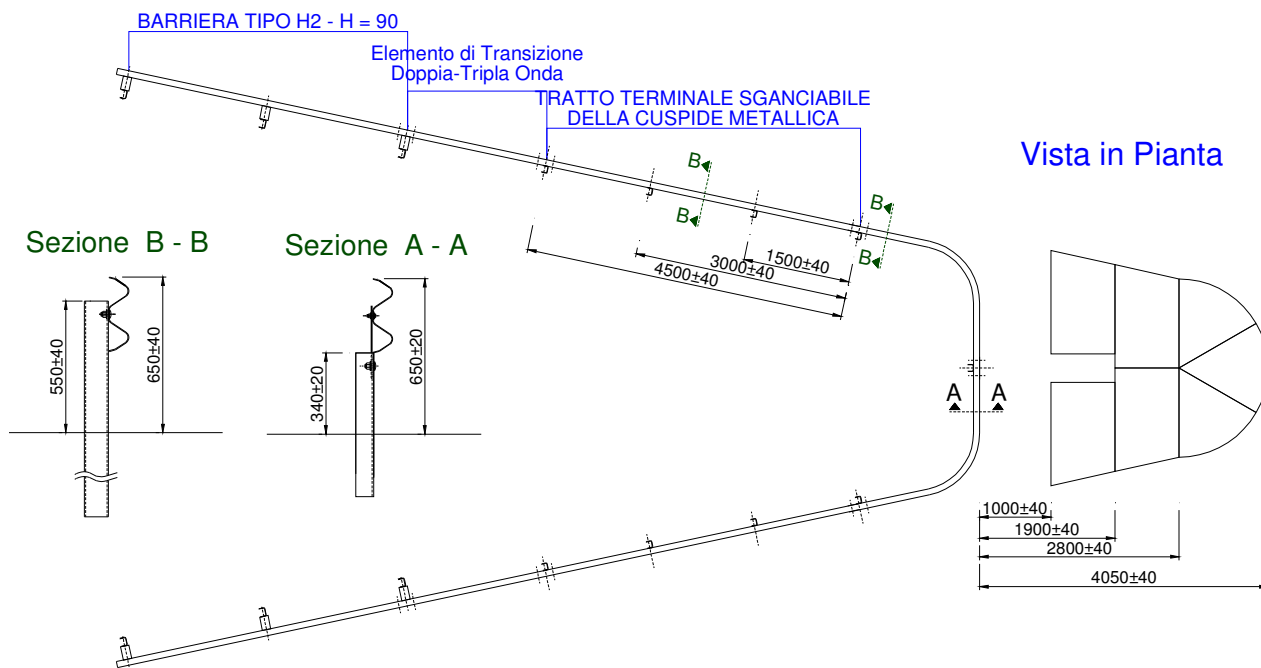 BARRIERA TIPO H2 - H = 90
Elemento di Transizione
Doppia-Tripla Onda
TRATTO TERMINALE SGANCIABILE
DELLA CUSPIDE METALLICA
Vista in Pianta
B
B
B
B
Sezione B - B
Sezione A - A
1500±40
3000±40
4500±40
550±40
650±40
340±20
650±20
A A
1000±40
1900±40
2800±40
4050±40